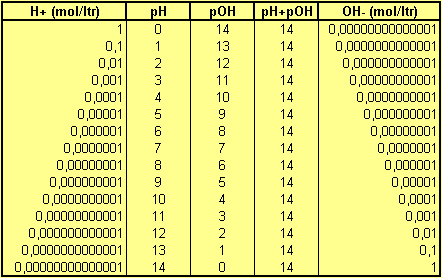 H+ (mol/ltr) pH pOH pH+pOH OH- (mol/ltr)
1 0 14 14 0,00000000000001
0,1 1 13 14 0,0000000000001
0,01 2 12 14 0,000000000001
0,001 3 11 14 0,00000000001
0,0001 4 10 14 0,0000000001
0,00001 5 9 14 0,000000001
0,000001 6 8 14 0,00000001
0,0000001 7 7 14 0,0000001
0,00000001 8 6 14 0,000001
0,000000001 9 5 14 0,00001
0,0000000001 10 4 14 0,0001
0,00000000001 11 3 14 0,001
0,000000000001 12 2 14 0,01
0,0000000000001 13 1 14 0,1
0,00000000000001 14 0 14 1